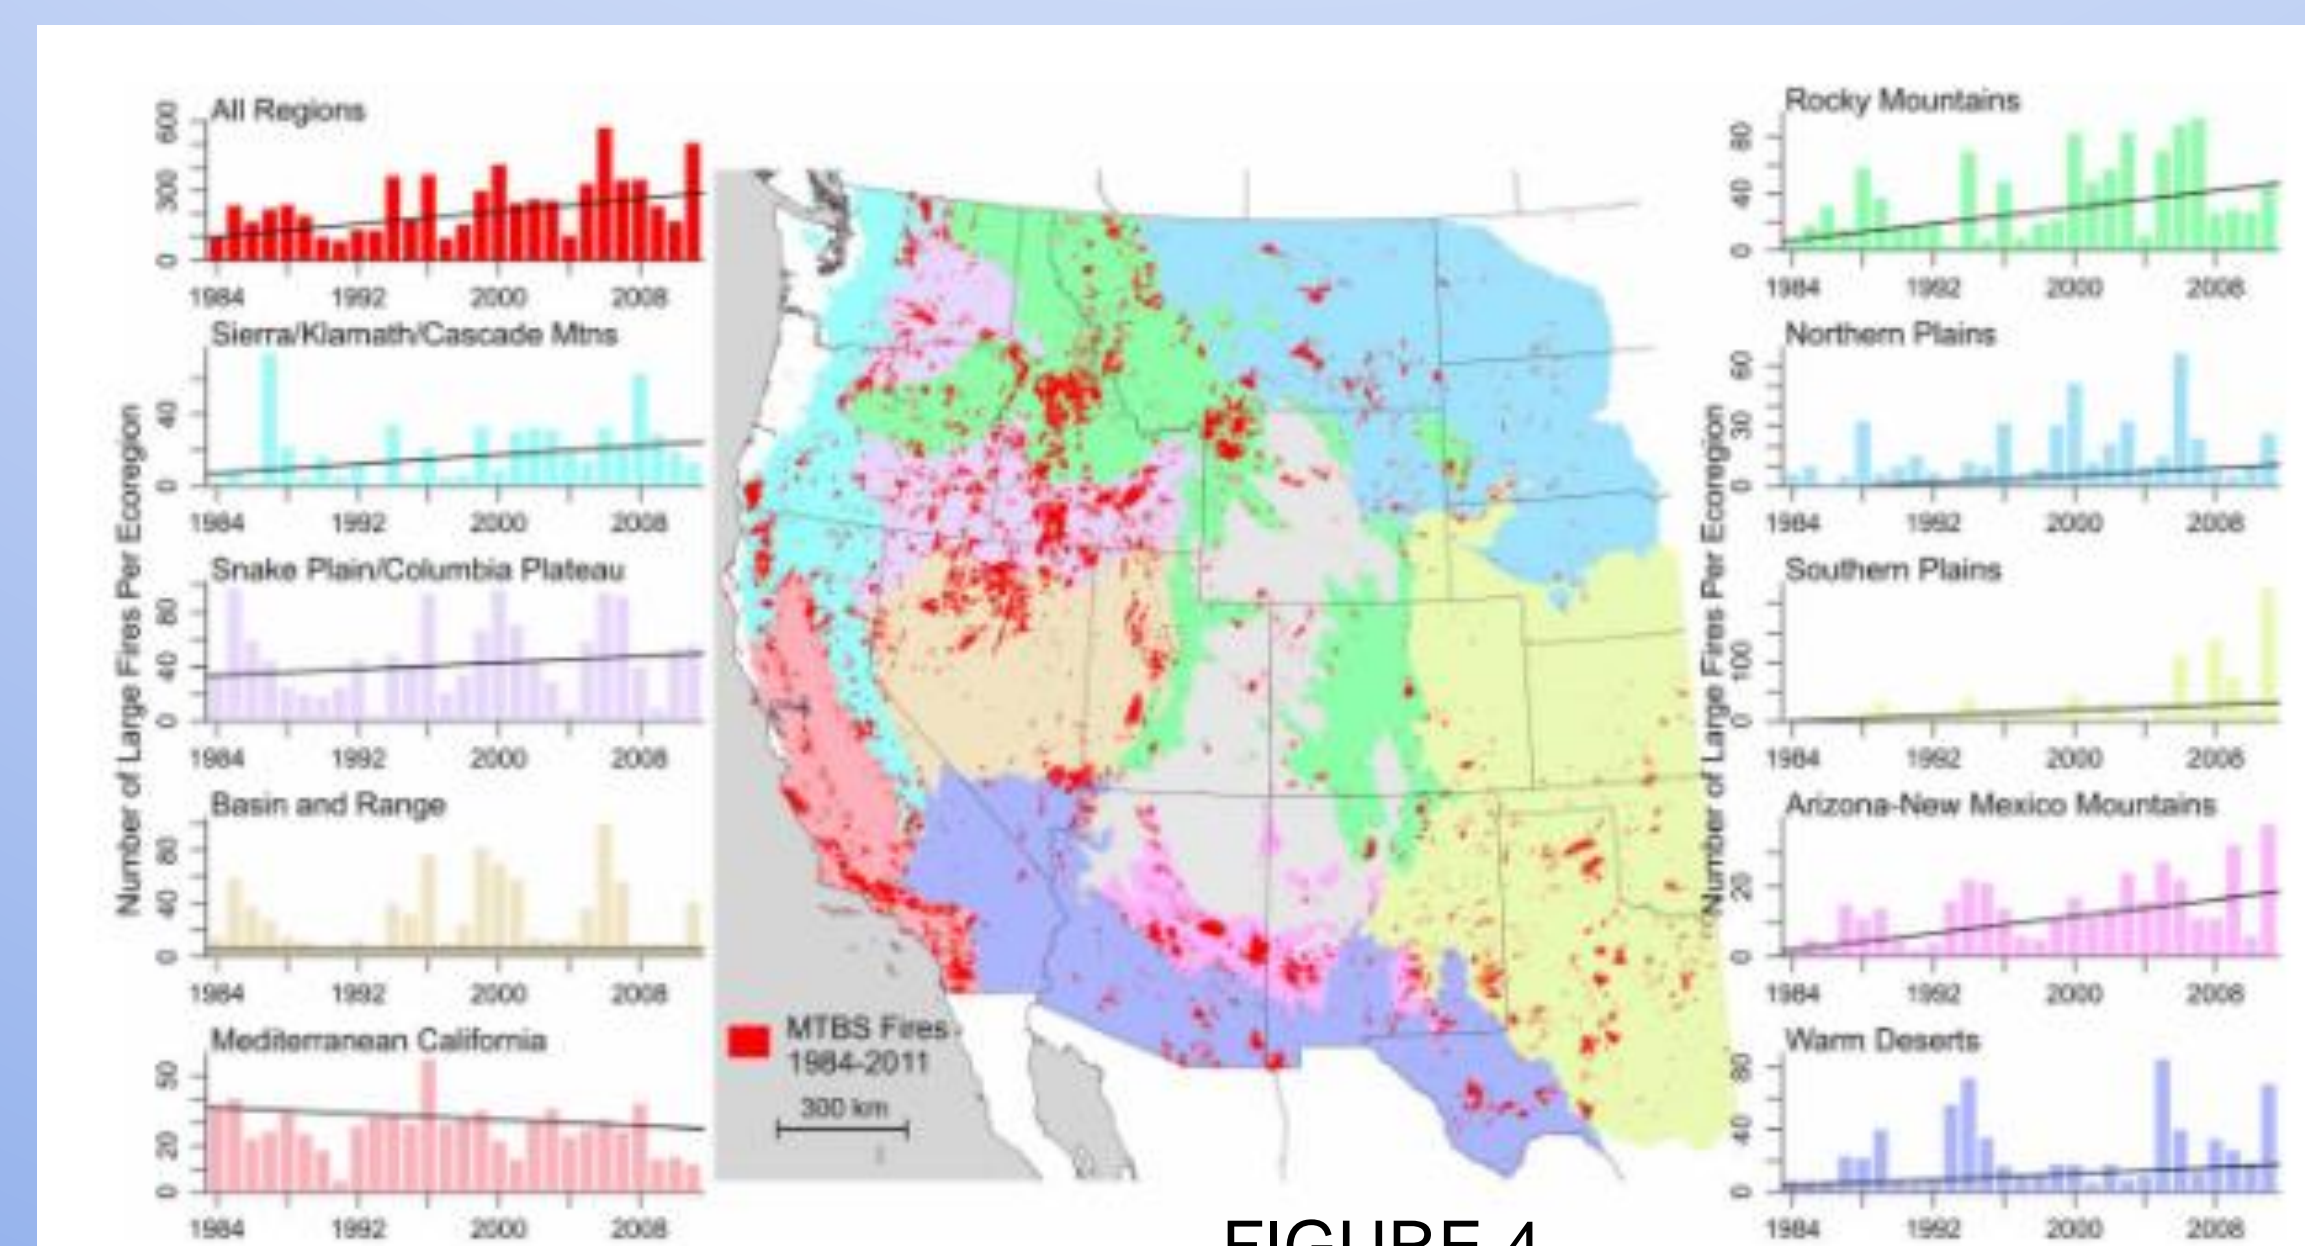 All Regions
600
300
0
1984 1992 2000 2008
Sierra/Klamath/Cascade Mtns
40
0
1984 1992 2000 2008
Snake Plain/Columbia Plateau
80
40
0
1984 1992 2000 2008
Basin and Range
80
40
0
1984 1992 2000 2008
Mediterranean California
50
20
0
1984 1992 2000 2008
Number of Large Fires Per Ecoregion
MTBS Fires
1984-2011
300 km
Number of Large Fires Per Ecoregion
Rocky Mountains
80
40
0
1984 1992 2000 2008
Northern Plains
60
30
0
1984 1992 2000 2008
Southern Plains
100
0
1984 1992 2000 2008
Arizona-New Mexico Mountains
20
0
1984 1992 2000 2008
Warm Deserts
80
40
0
1984 1992 2000 2008
FIGURE 4